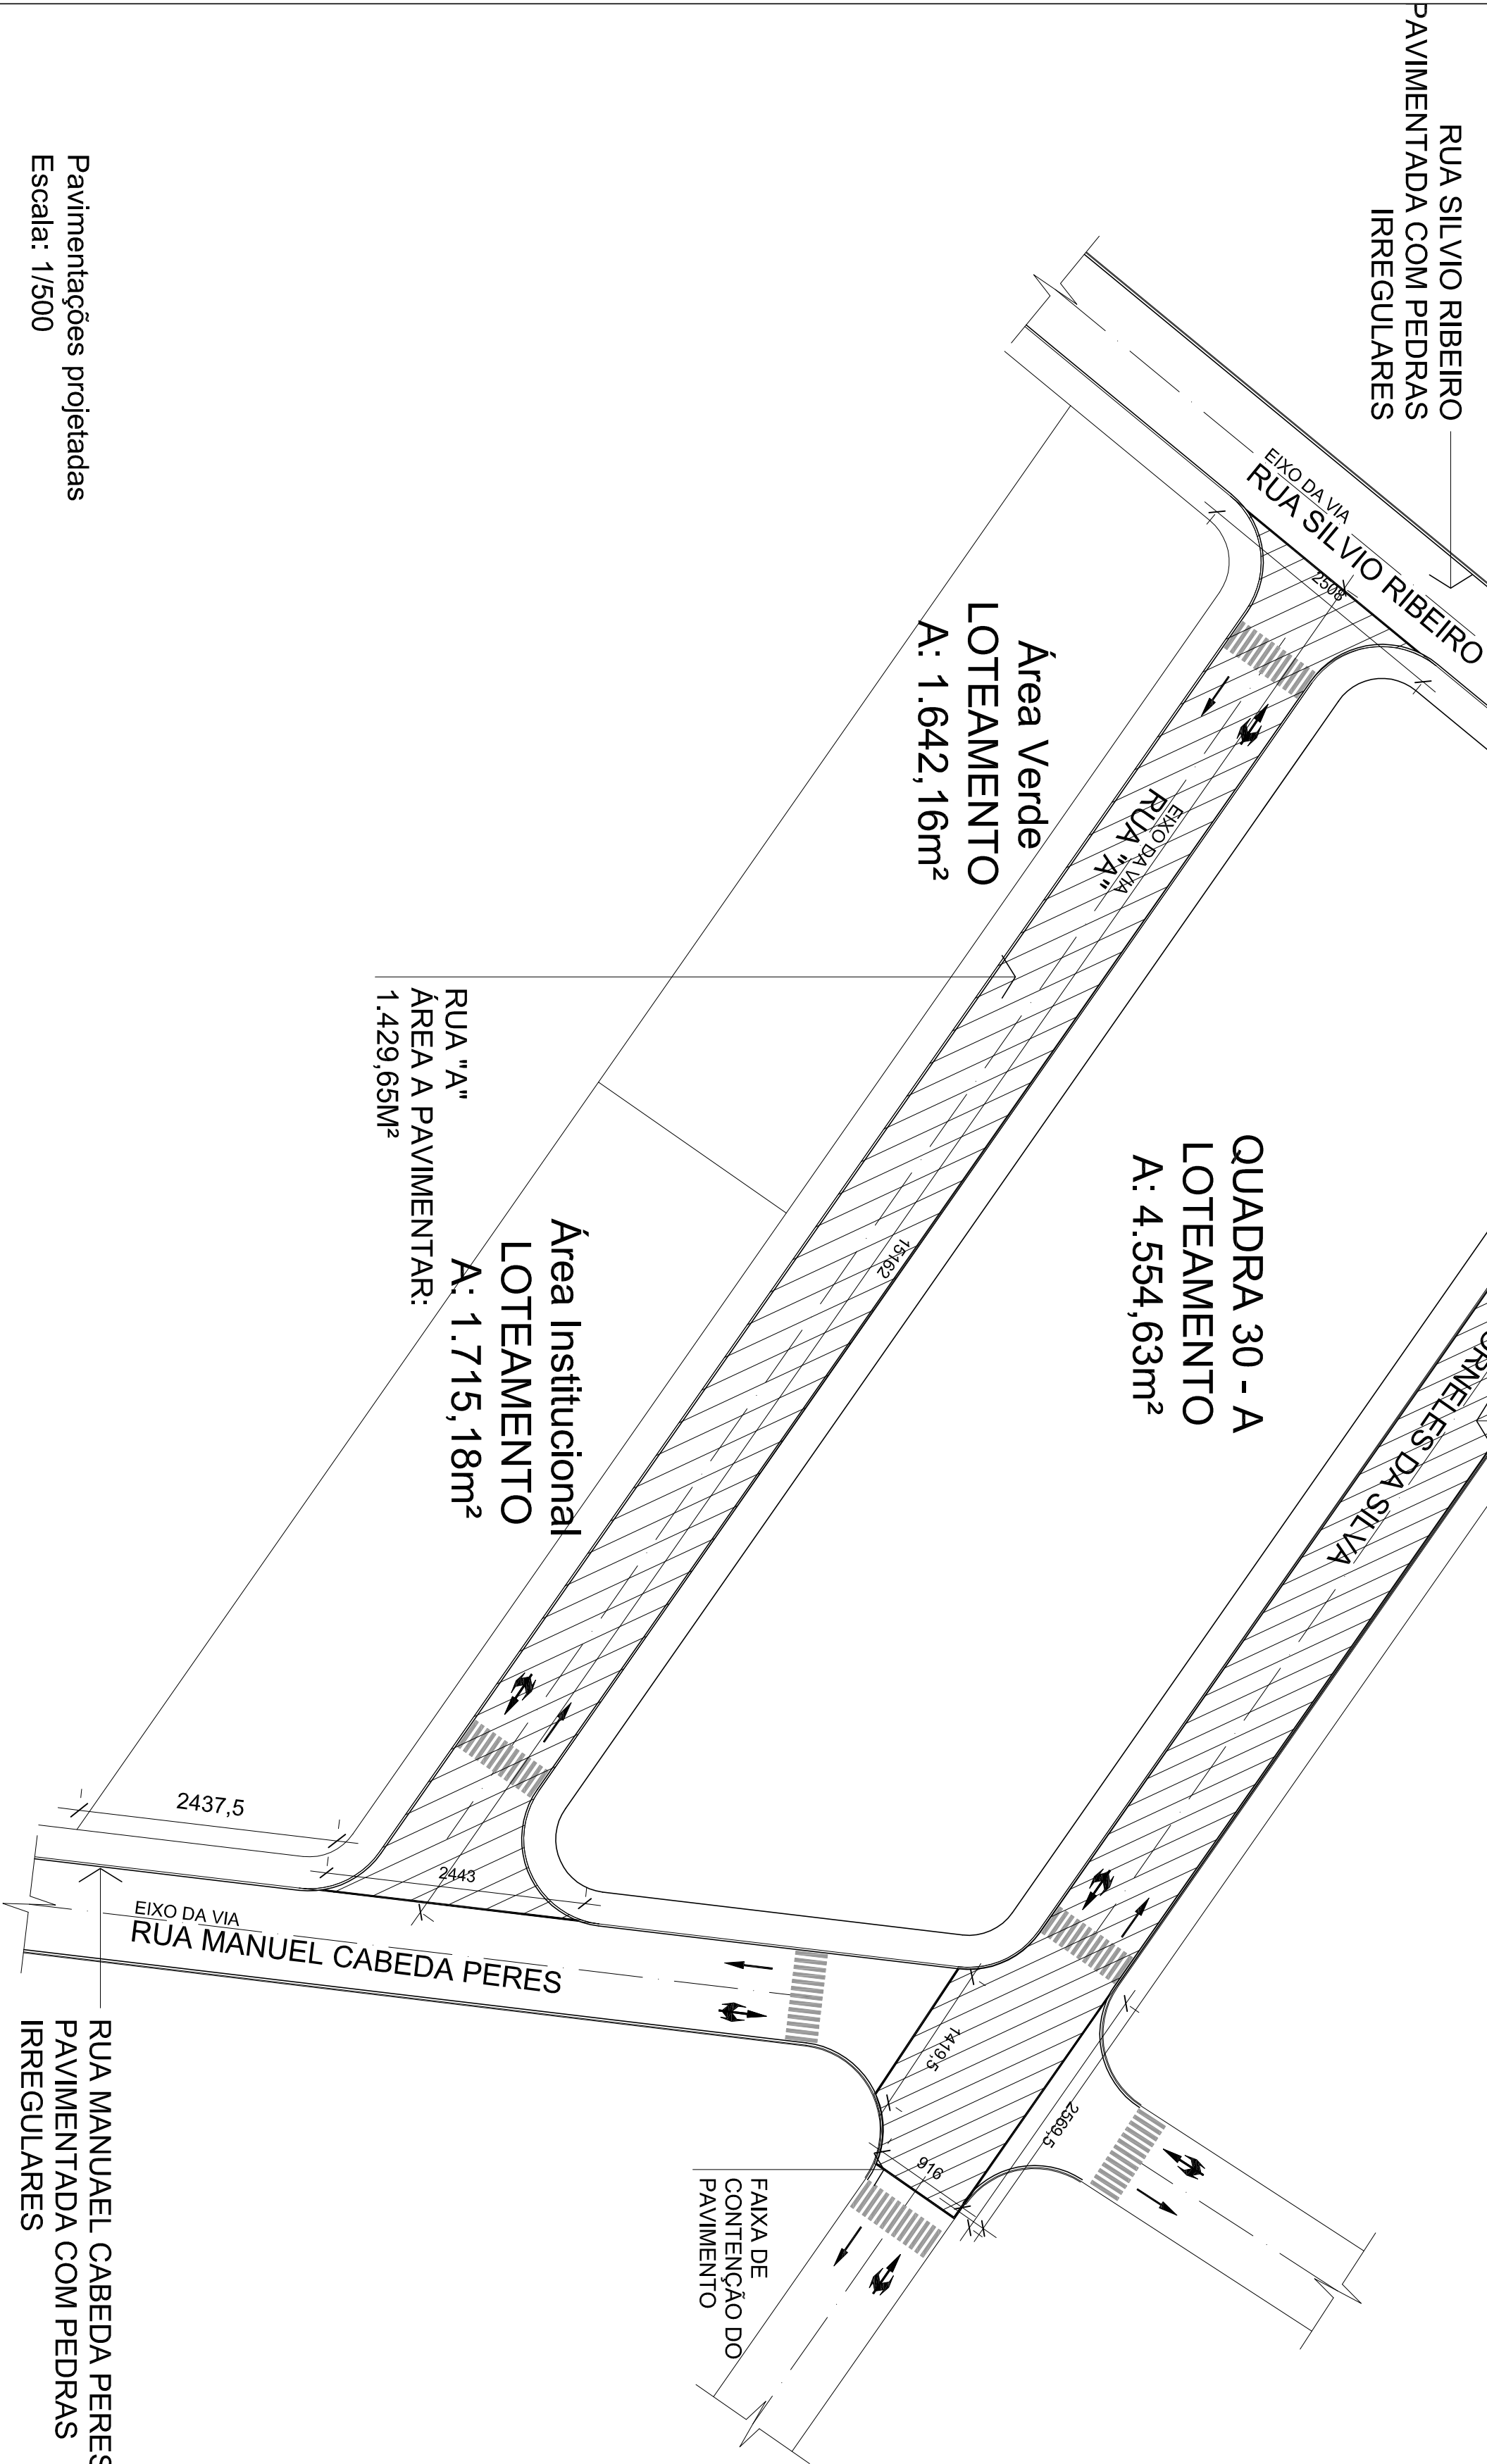 RUA SILVIO RIBEIRO
PAVIMENTADA COM PEDRAS
IRREGULARES
EIXO DA VIA
RUA SILVIO RIBEIRO
2508
EIXO DA VIA
RUA "A"
Área Verde
LOTEAMENTO
A: 1.642,16m²
QUADRA 30 - A
LOTEAMENTO
A: 4.554,63m²
15162
RUA "A"
ÁREA A PAVIMENTAR:
1.429,65M²
Área Institucional
LOTEAMENTO
A: 1.715,18m²
DA SILVA
2437,5
2443
EIXO DA VIA
RUA MANUEL CABEDA PERES
1419,5
2569,5
916
FAIXA DE
CONTENÇÃO DO
PAVIMENTO
RUA MANUAEL CABEDA PERES
PAVIMENTADA COM PEDRAS
IRREGULARES
Pavimentações projetadas
Escala: 1/500